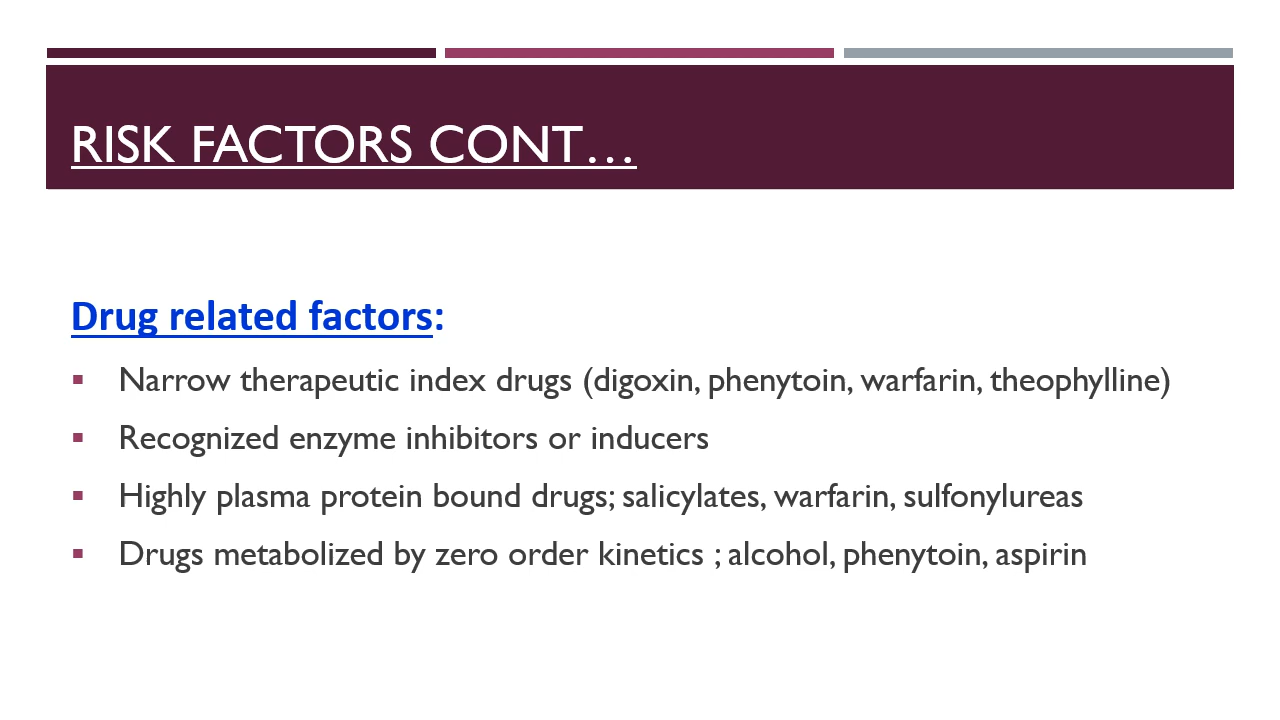 RISK FACTORS CONT…
Drug related factors:
▪ Narrow therapeutic index drugs (digoxin, phenytoin, warfarin, theophylline)
▪ Recognized enzyme inhibitors or inducers
▪ Highly plasma protein bound drugs; salicylates, warfarin, sulfonylureas
▪ Drugs metabolized by zero order kinetics ; alcohol, phenytoin, aspirin